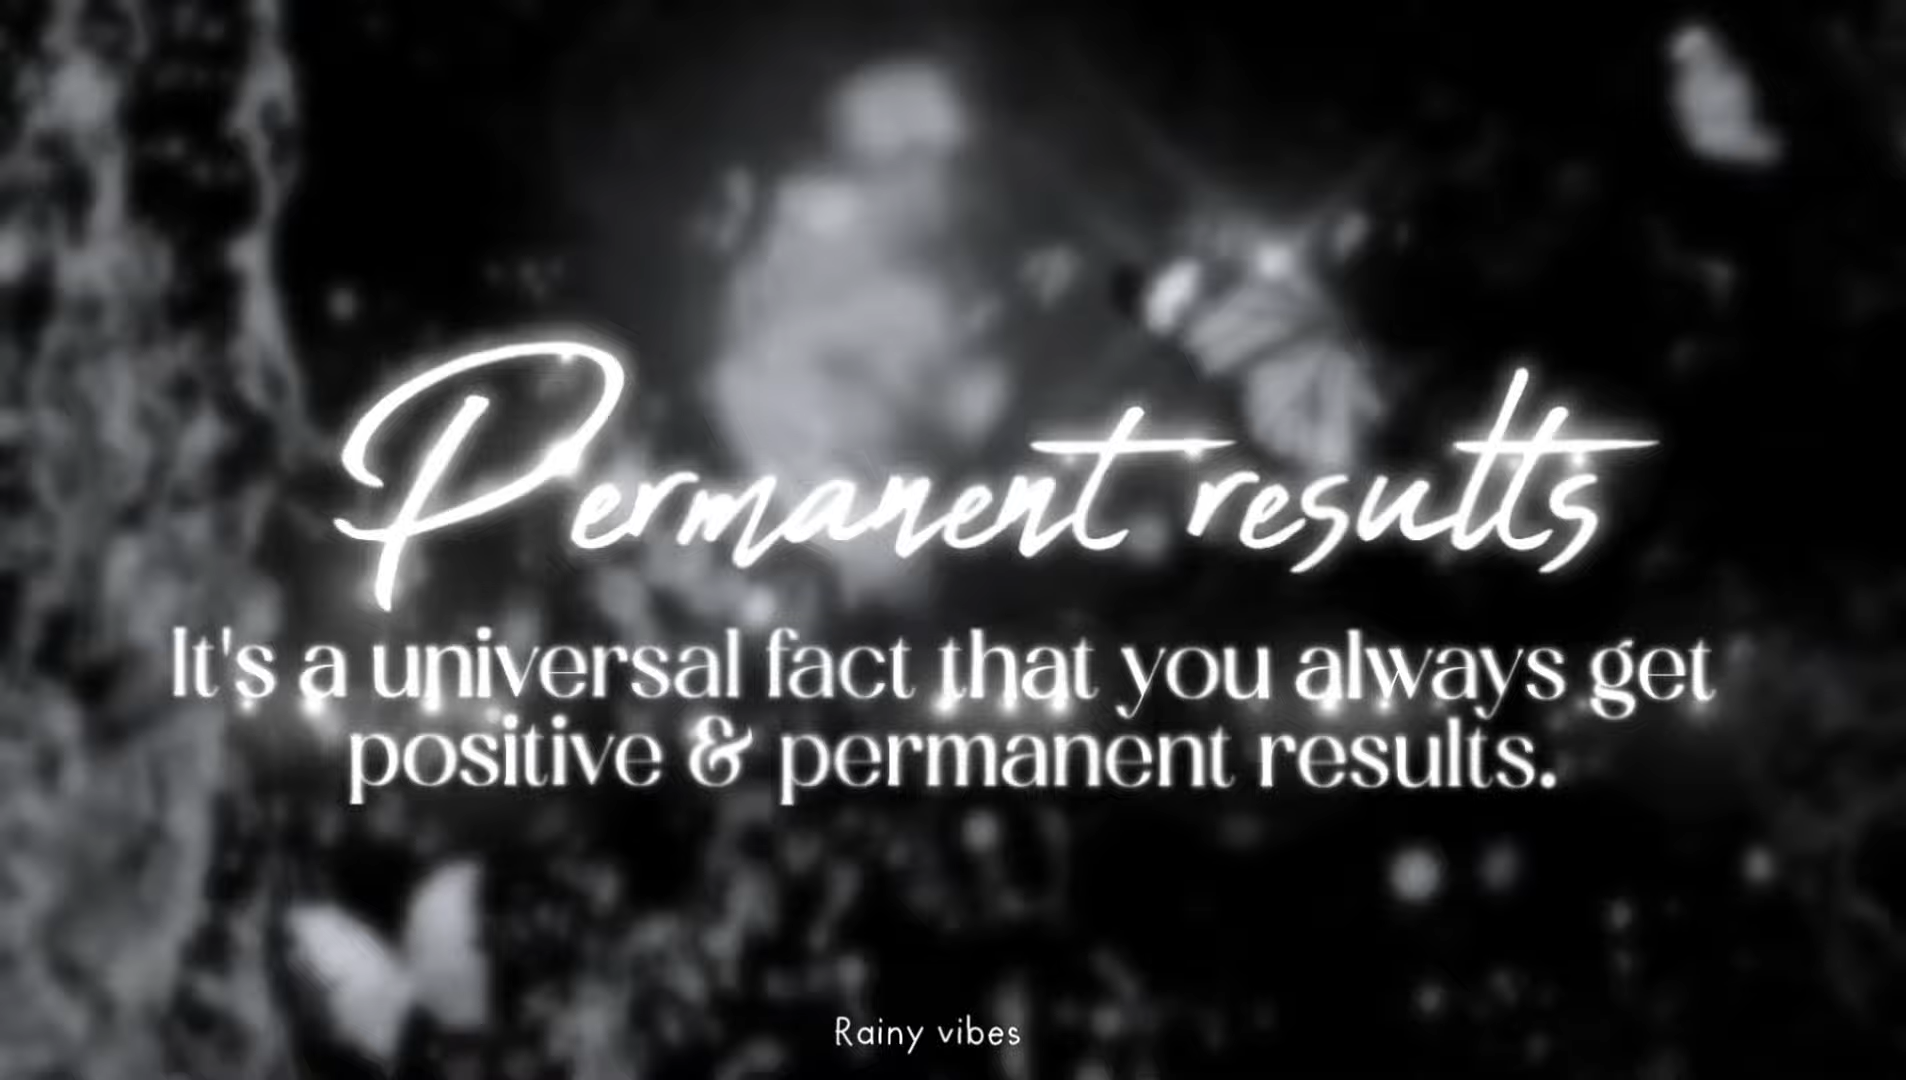 Permanent results
It's a universal fact that you always get
positive & permanent results.
Rainy vibes